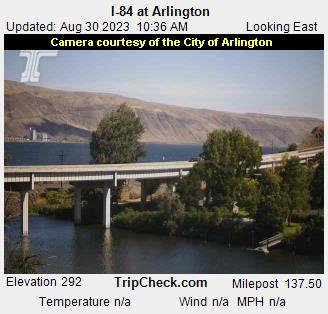 I-84 at Arlington
Updated: Aug 30 2023 10:36 AM Looking East
Camera courtesy of the City of Arlington
Elevation 292 TripCheck.com Milepost 137.50
Temperature n/a Wind n/a MPH n/a